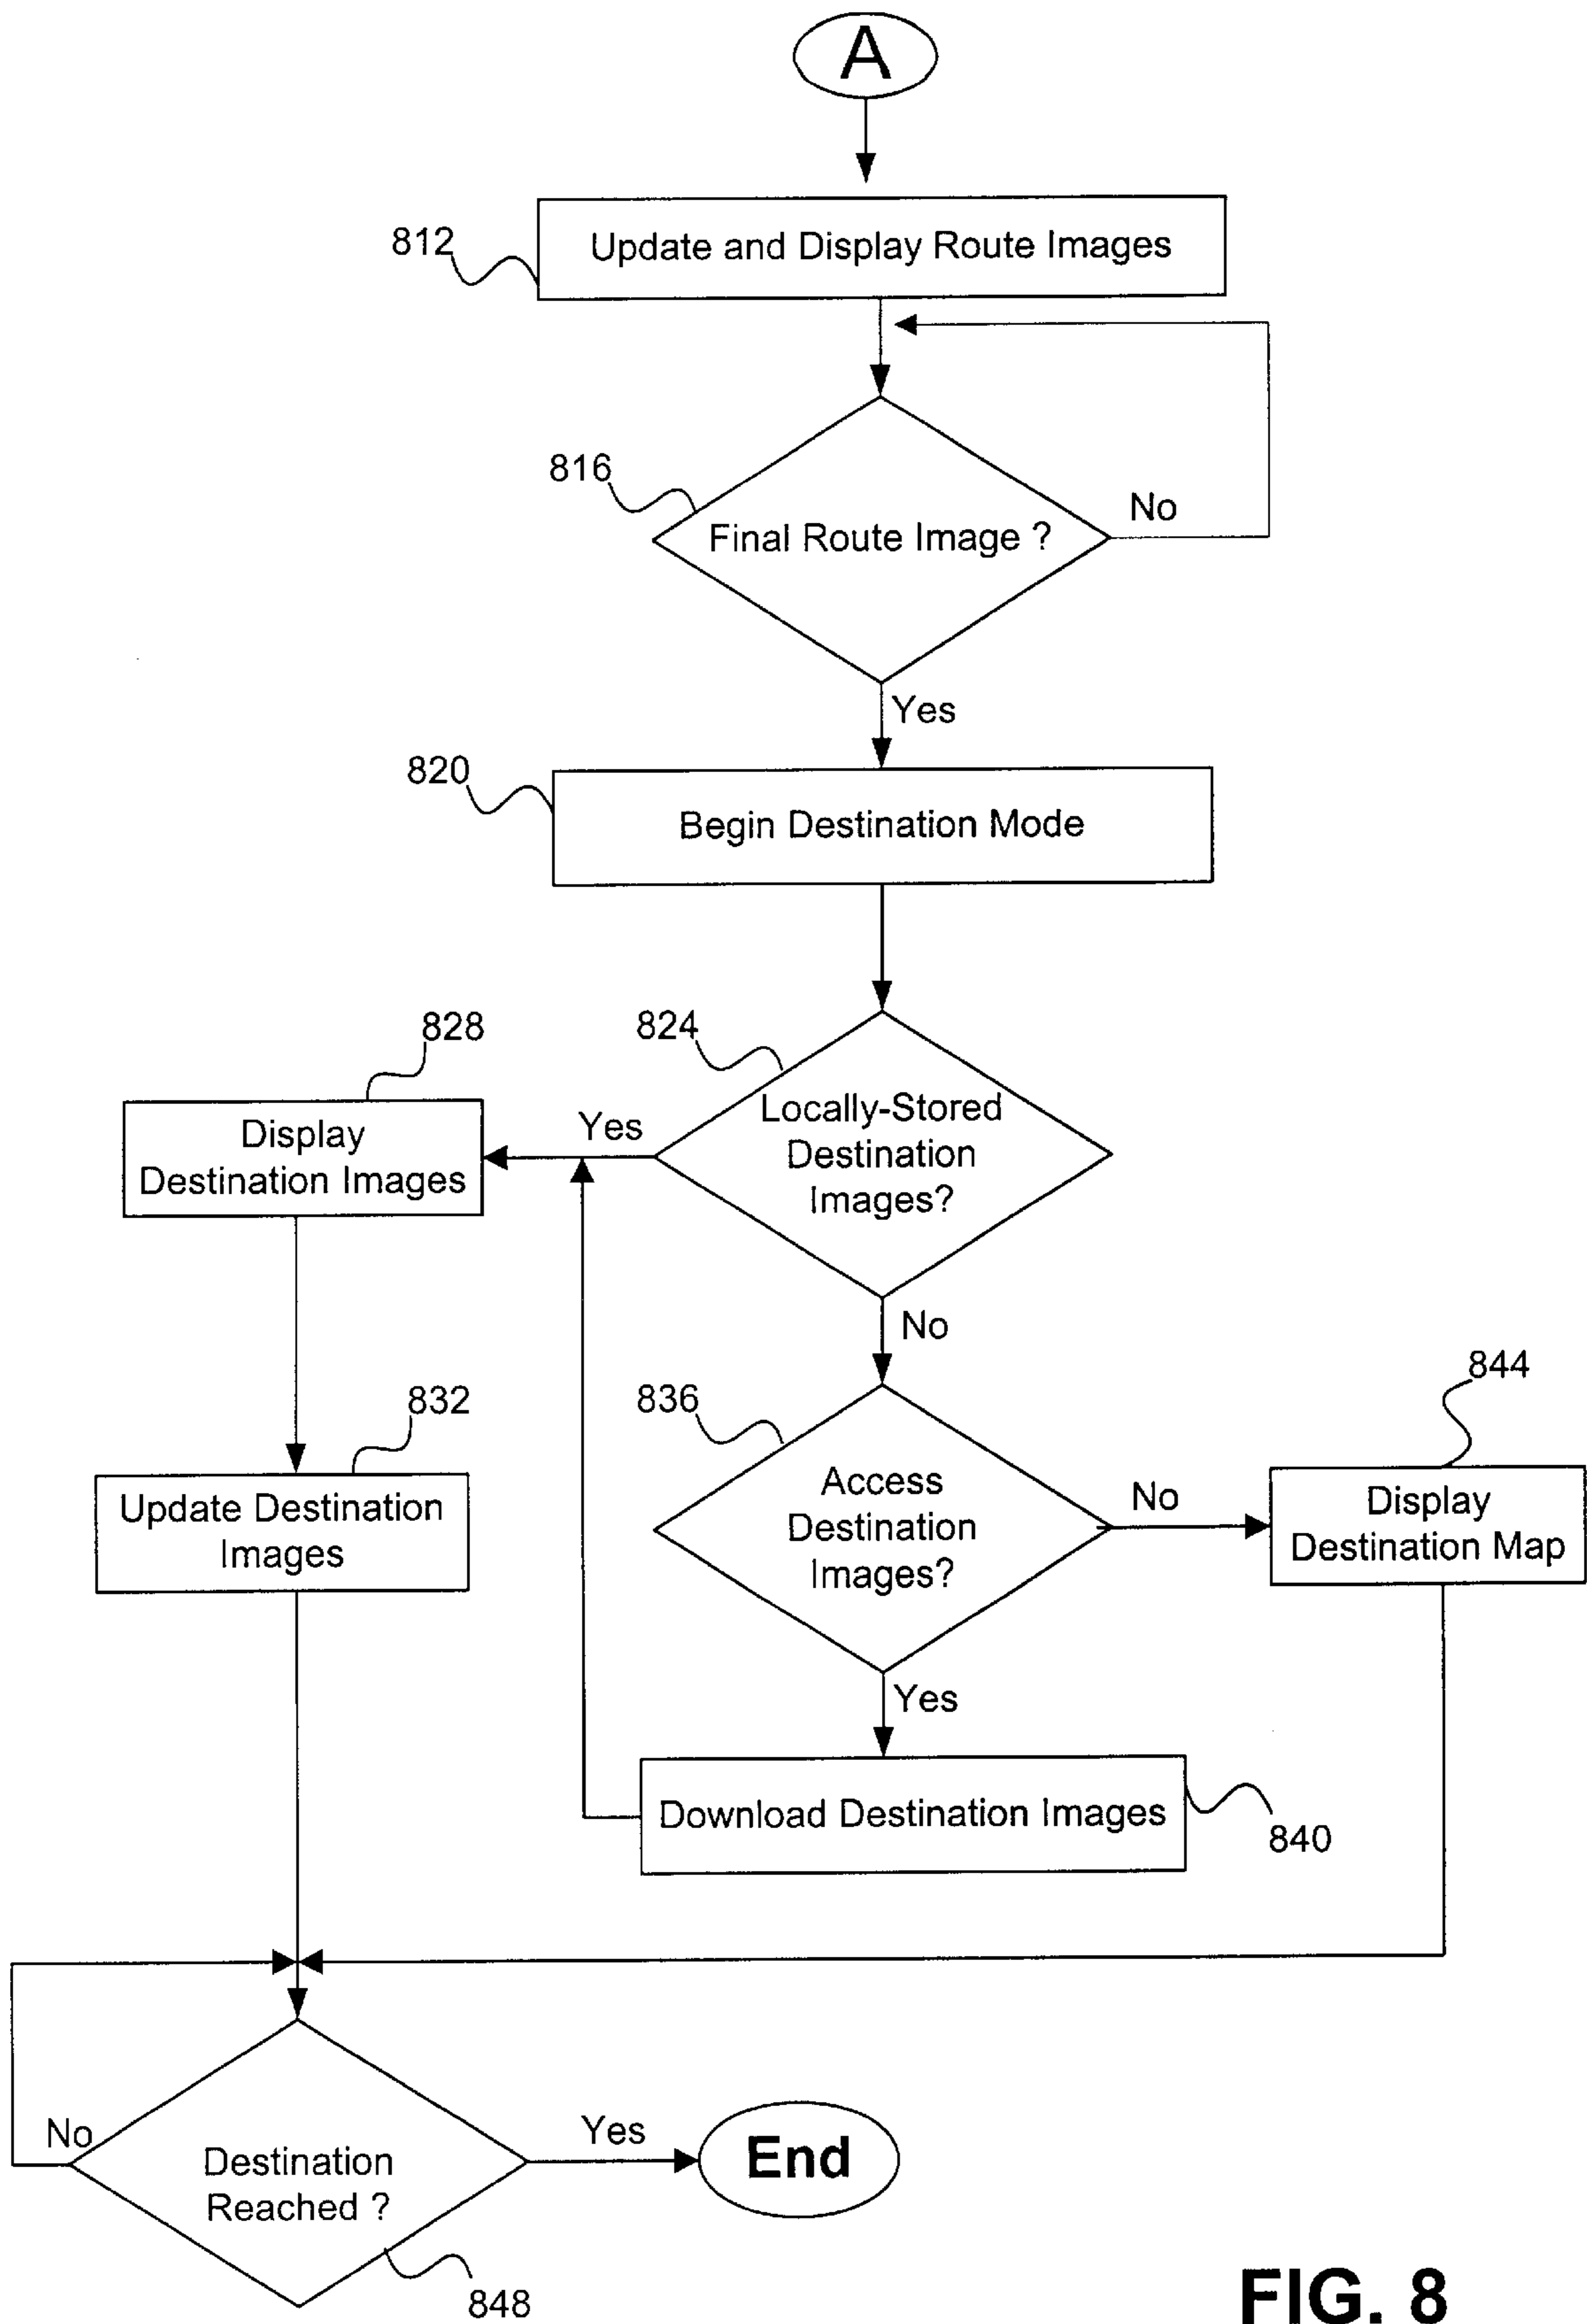 A
812
Update and Display Route Images
816
Final Route Image ?
No
Yes
820
Begin Destination Mode
828
824
Display
Destination Images
Yes
Locally-Stored
Destination
Images?
No
832
836
844
Update Destination
Images
Access
Destination
Images?
No
Display
Destination Map
Yes
Download Destination Images
840
No
Destination
Reached ?
Yes
End
848
FIG. 8